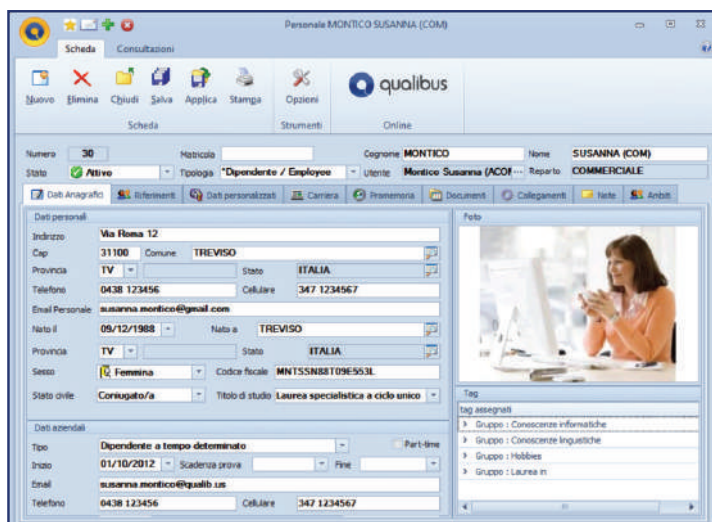 Personale MONTICO SUSANNA (COM)
Scheda Consultazioni
Nuovo Elimina Chiudi Salva Applica Stampa Opzioni qualibus
Scheda Strumenti Online
Numero 30 Matricola Cognome MONTICO Nome SUSANNA (COM)
Stato Attivo Tipologia *Dipendente / Employee Utente Montico Susanna (ACOM ... Reparto COMMERCIALE
Dati Anagrafici Riferimenti Dati personalizzati Carriera Promemoria Documenti Collegamenti Note Ambiti
Dati personali Foto
Indirizzo Via Roma 12
Cap 31100 Comune TREVISO
Provincia TV Stato ITALIA
Telefono 0438 123456 Cellulare 347 1234567
Email Personale susanna.montico@gmail.com
Nato il 09/12/1988 Nato a TREVISO
Provincia TV Stato ITALIA
Sesso Femmina Codice fiscale MNTSSN88T09E553L
Stato civile Coniugato/a Titolo di studio Laurea specialistica a ciclo unico
Tag
tag assegnati
Gruppo : Conoscenze informatiche
Gruppo : Conoscenze linguistiche
Gruppo : Hobbies
Gruppo : Laurea in
Dati aziendali
Tipo Dipendente a tempo determinato Part-time
Inizio 01/10/2012 Scadenza prova Fine
Email susanna.montico@qualib.us
Telefono 0438 123456 Cellulare 347 1234567